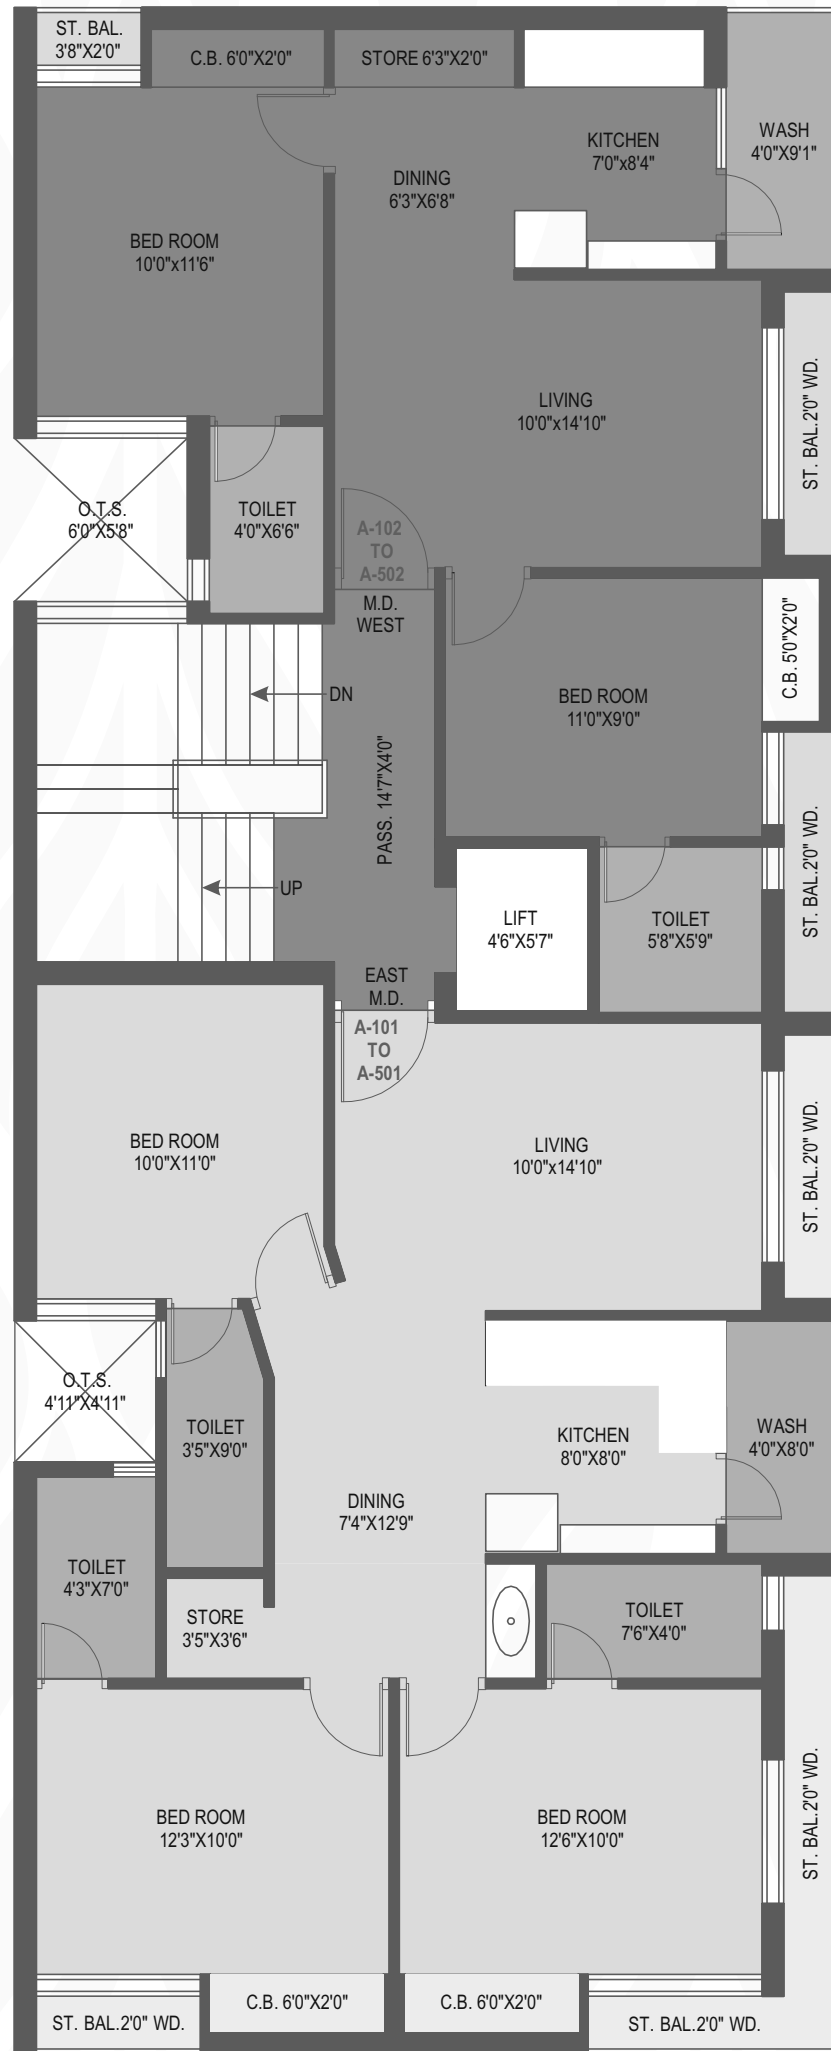 ST. BAL.
3'8"X2'0"
C.B. 6'0"X2'0"
STORE 6'3"X2'0"
KITCHEN
7'0"x8'4"
WASH
4'0"X9'1"
DINING
6'3"X6'8"
BED ROOM
10'0"x11'6"
LIVING
10'0"x14'10"
ST. BAL.2'0" WD.
O.T.S.
6'0"X5'8"
TOILET
4'0"X6'6"
A-102
TO
A-502
M.D.
WEST
C.B. 5'0"X2'0"
DN
BED ROOM
11'0"X9'0"
PASS. 14'7"X4'0"
ST. BAL.2'0" WD.
UP
LIFT
4'6"X5'7"
TOILET
5'8"X5'9"
EAST
M.D.
A-101
TO
A-501
BED ROOM
10'0"X11'0"
LIVING
10'0"x14'10"
ST. BAL.2'0" WD.
O.T.S.
4'11"X4'11"
TOILET
3'5"X9'0"
KITCHEN
8'0"X8'0"
WASH
4'0"X8'0"
DINING
7'4"X12'9"
TOILET
4'3"X7'0"
STORE
3'5"X3'6"
TOILET
7'6"X4'0"
BED ROOM
12'3"X10'0"
BED ROOM
12'6"X10'0"
ST. BAL.2'0" WD.
C.B. 6'0"X2'0"
C.B. 6'0"X2'0"
ST. BAL.2'0" WD.
ST. BAL.2'0" WD.